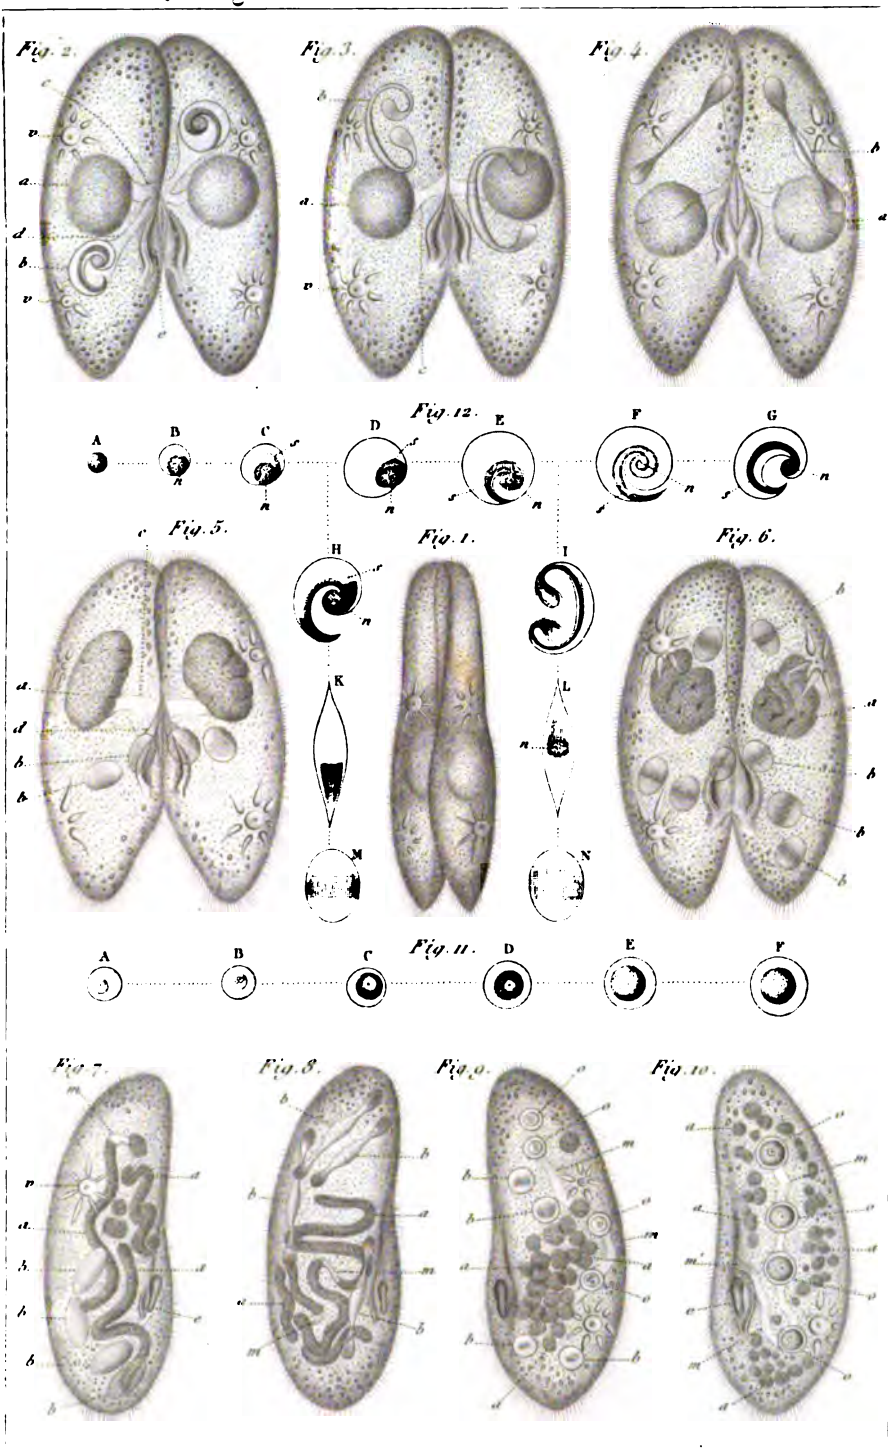 Fig. 2. Fig. 3. Fig. 4.
c b
v b
a a a
d
b
v v
e c
Fig. 12.
A B C D E F G
s s
n n n s n n n
s s
c Fig. 5. Fig. 1. Fig. 6.
H I
s b
n
K L
a a
d n
b b
b b
M N
b
Fig. 11.
A B C D E F
Fig. 7. Fig. 8. Fig. 9. Fig. 10.
m b o a o
o
a b m m
v b
b a o a o
a b m a
b a m a m' a
a o o
b a e b e
b m b b m o
b a a